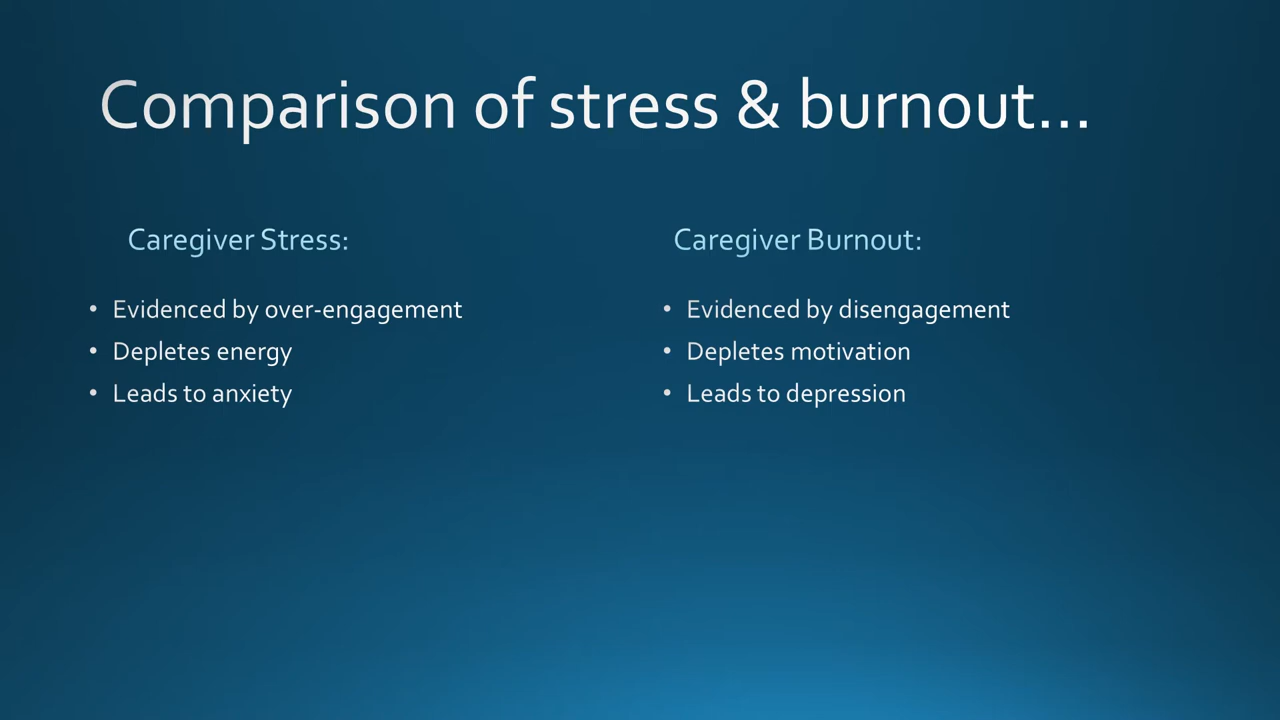 Comparison of stress & burnout...
Caregiver Stress:
• Evidenced by over-engagement
• Depletes energy
• Leads to anxiety
Caregiver Burnout:
• Evidenced by disengagement
• Depletes motivation
• Leads to depression